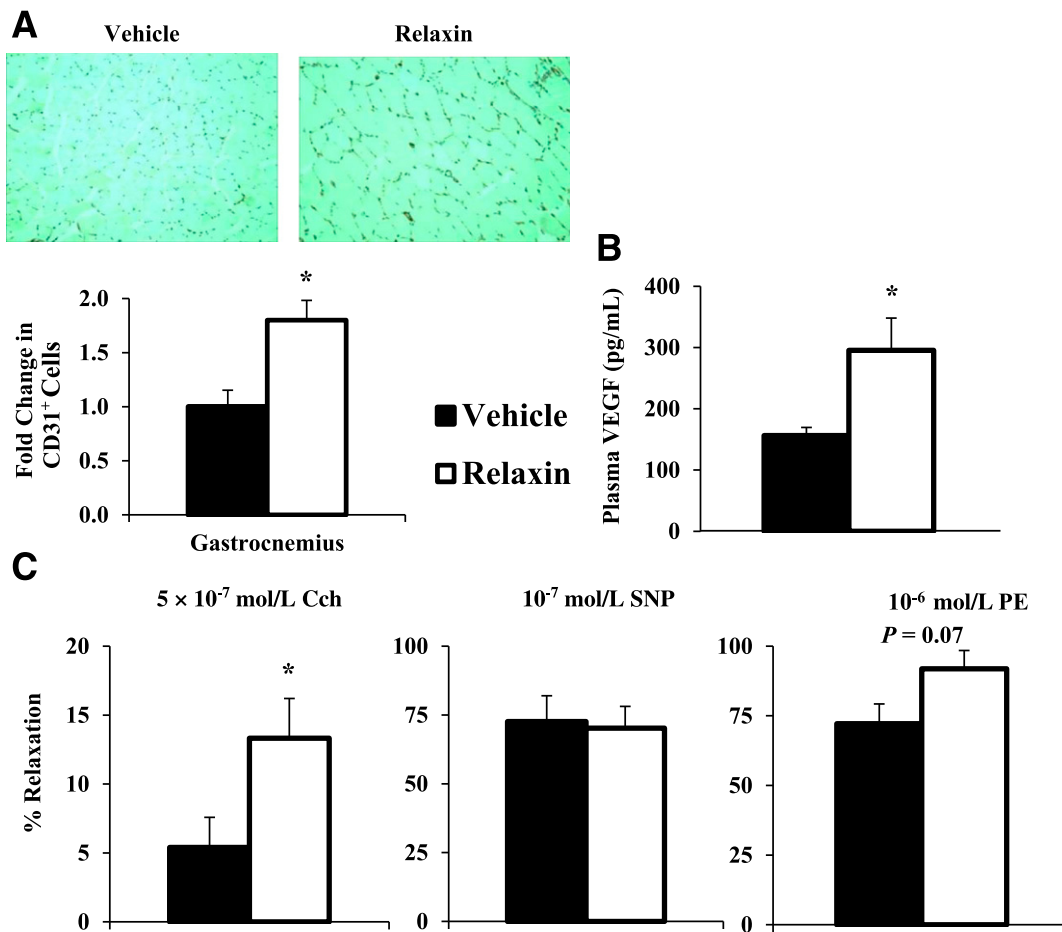 A
Vehicle
Relaxin
*
2.0
1.5
1.0
0.5
0.0
Fold Change in
CD31⁺ Cells
Gastrocnemius
Vehicle
Relaxin
B
*
400
300
200
100
0
Plasma VEGF (pg/mL)
C
5 × 10⁻⁷ mol/L Cch
*
20
15
10
5
0
% Relaxation
10⁻⁷ mol/L SNP
100
75
50
25
0
10⁻⁶ mol/L PE
P = 0.07
100
75
50
25
0